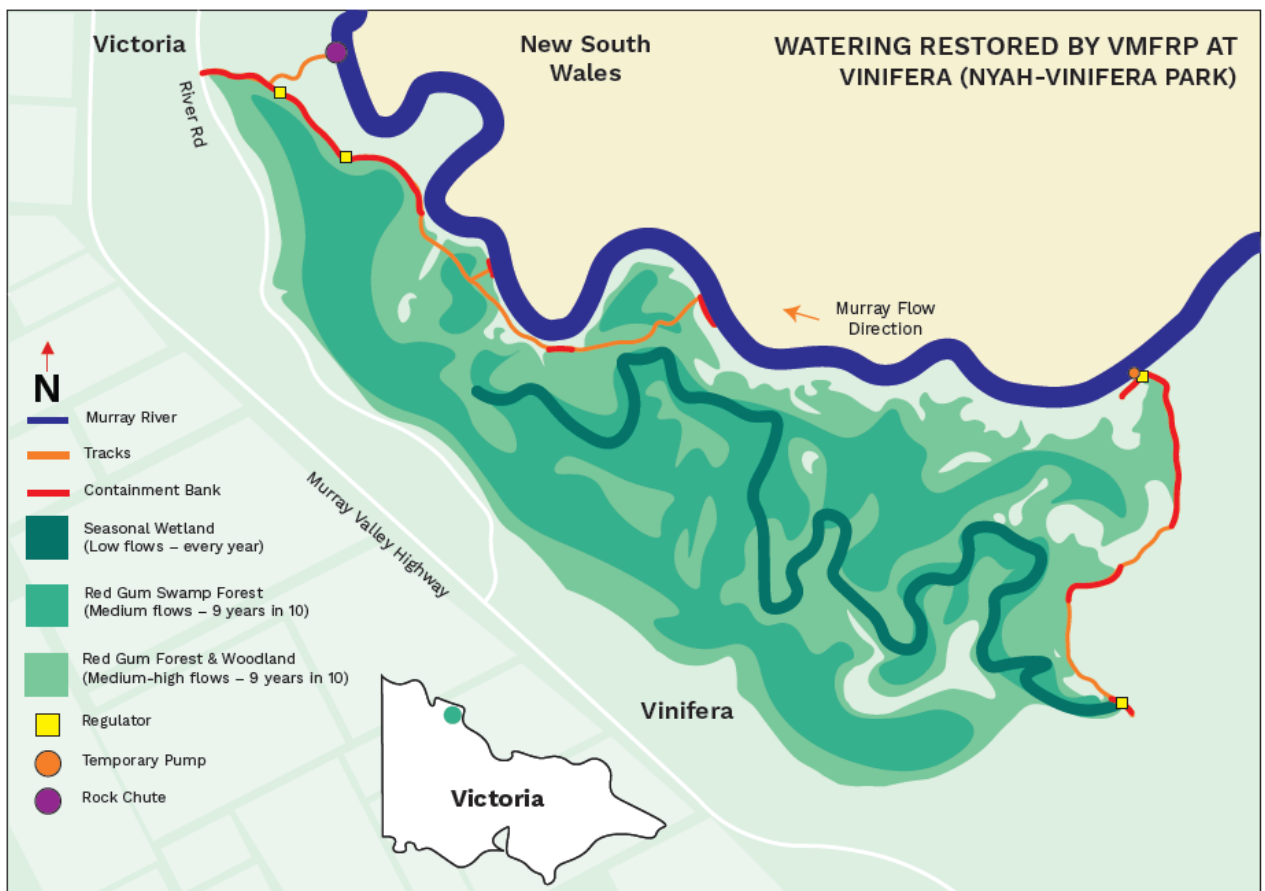 Victoria
New South
Wales
WATERING RESTORED BY VMFRP AT
VINIFERA (NYAH-VINIFERA PARK)
River Rd
Murray Flow
Direction
N
Murray River
Tracks
Containment Bank
Seasonal Wetland
(Low flows – every year)
Red Gum Swamp Forest
(Medium flows – 9 years in 10)
Red Gum Forest & Woodland
(Medium-high flows – 9 years in 10)
Regulator
Temporary Pump
Rock Chute
Murray Valley Highway
Vinifera
Victoria